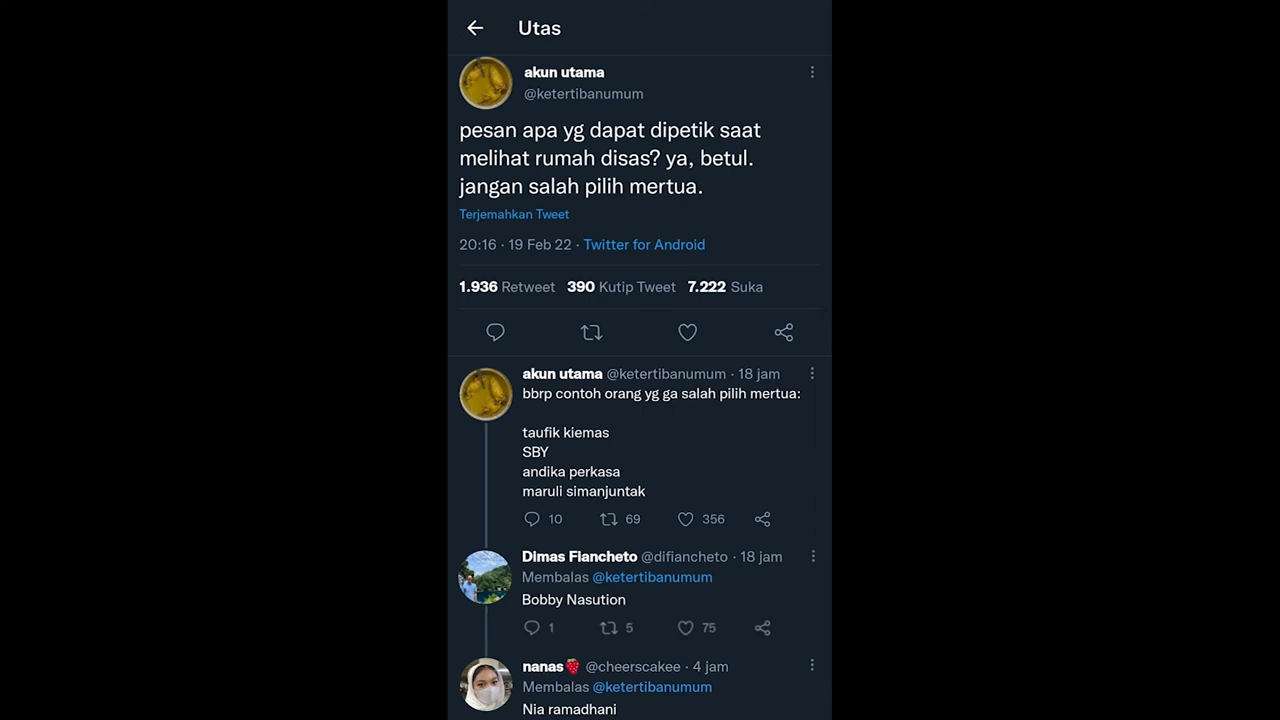 Utas
akun utama
@ketertibanumum
pesan apa yg dapat dipetik saat
melihat rumah disas? ya, betul.
jangan salah pilih mertua.
Terjemahkan Tweet
20:16 · 19 Feb 22 · Twitter for Android
1.936 Retweet 390 Kutip Tweet 7.222 Suka
akun utama @ketertibanumum · 18 jam
bbrp contoh orang yg ga salah pilih mertua:
taufik kiemas
SBY
andika perkasa
maruli simanjuntak
10 69 356
Dimas Fiancheto @difiancheto · 18 jam
Membalas @ketertibanumum
Bobby Nasution
1 5 75
nanas🍓 @cheerscakee · 4 jam
Membalas @ketertibanumum
Nia ramadhani